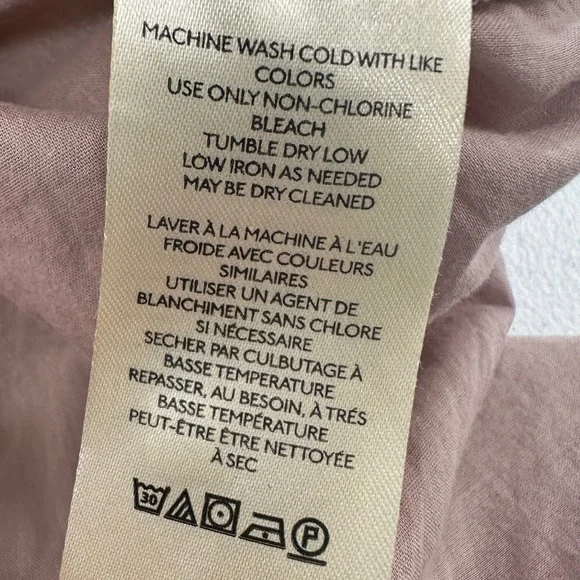 MACHINE WASH COLD WITH LIKE
COLORS
USE ONLY NON-CHLORINE
BLEACH
TUMBLE DRY LOW
LOW IRON AS NEEDED
MAY BE DRY CLEANED
LAVER À LA MACHINE À L'EAU
FROIDE AVEC COULEURS
SIMILAIRES
UTILISER UN AGENT DE
BLANCHIMENT SANS CHLORE
SI NÉCESSAIRE
SECHER PAR CULBUTAGE À
BASSE TEMPERATURE
REPASSER, AU BESOIN, À TRÉS
BASSE TEMPÉRATURE
PEUT-ÊTRE ÊTRE NETTOYÉE
À SEC
30 P